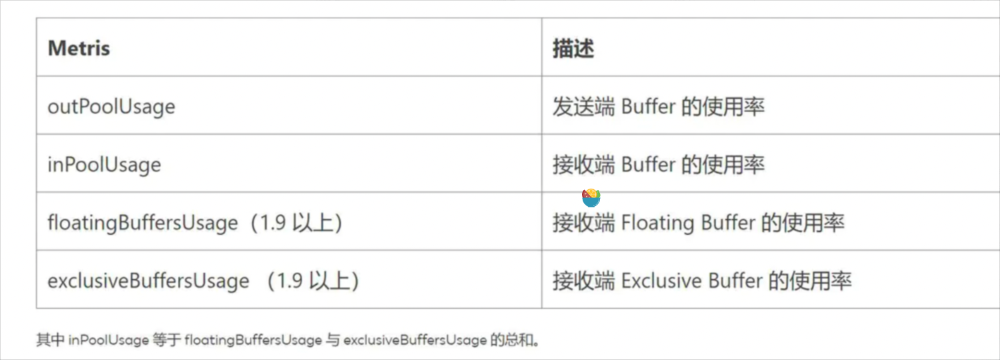 Metris 描述
outPoolUsage 发送端 Buffer 的使用率
inPoolUsage 接收端 Buffer 的使用率
floatingBuffersUsage（1.9 以上） 接收端 Floating Buffer 的使用率
exclusiveBuffersUsage （1.9 以上） 接收端 Exclusive Buffer 的使用率
其中 inPoolUsage 等于 floatingBuffersUsage 与 exclusiveBuffersUsage 的总和。